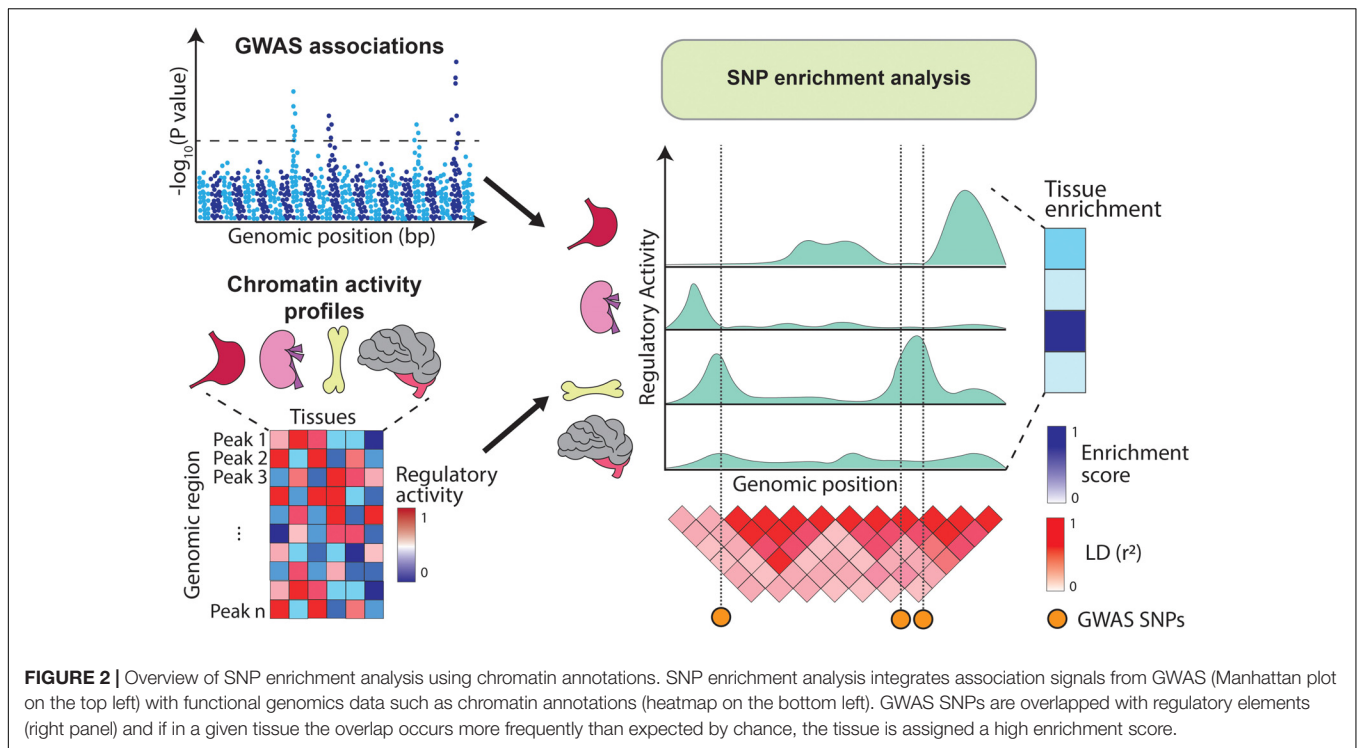 GWAS associations
-log10(P value)
Genomic position (bp)
Chromatin activity
profiles
Tissues
Peak 1
Peak 2
Peak 3
⋮
Peak n
Genomic region
Regulatory
activity
1
0
SNP enrichment analysis
Regulatory Activity
Genomic position
Tissue
enrichment
1
Enrichment
score
0
1
LD (r²)
0
GWAS SNPs
FIGURE 2 | Overview of SNP enrichment analysis using chromatin annotations. SNP enrichment analysis integrates association signals from GWAS (Manhattan plot
on the top left) with functional genomics data such as chromatin annotations (heatmap on the bottom left). GWAS SNPs are overlapped with regulatory elements
(right panel) and if in a given tissue the overlap occurs more frequently than expected by chance, the tissue is assigned a high enrichment score.